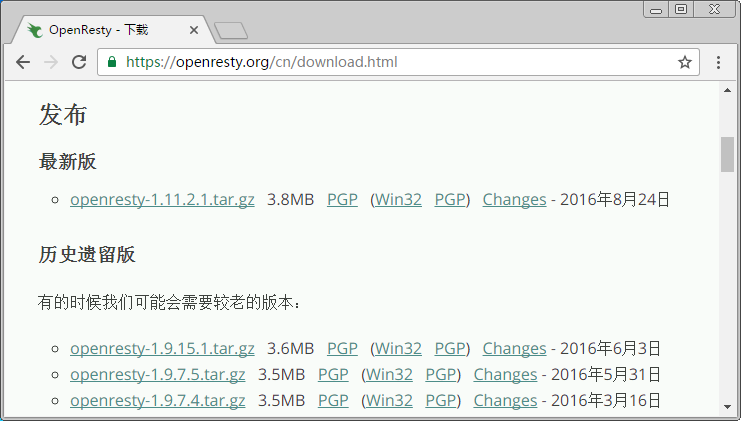 OpenResty - 下载
https://openresty.org/cn/download.html
发布
最新版
openresty-1.11.2.1.tar.gz 3.8MB PGP (Win32 PGP) Changes - 2016年8月24日
历史遗留版
有的时候我们可能会需要较老的版本：
openresty-1.9.15.1.tar.gz 3.6MB PGP (Win32 PGP) Changes - 2016年6月3日
openresty-1.9.7.5.tar.gz 3.5MB PGP (Win32 PGP) Changes - 2016年5月31日
openresty-1.9.7.4.tar.gz 3.5MB PGP (Win32 PGP) Changes - 2016年3月16日